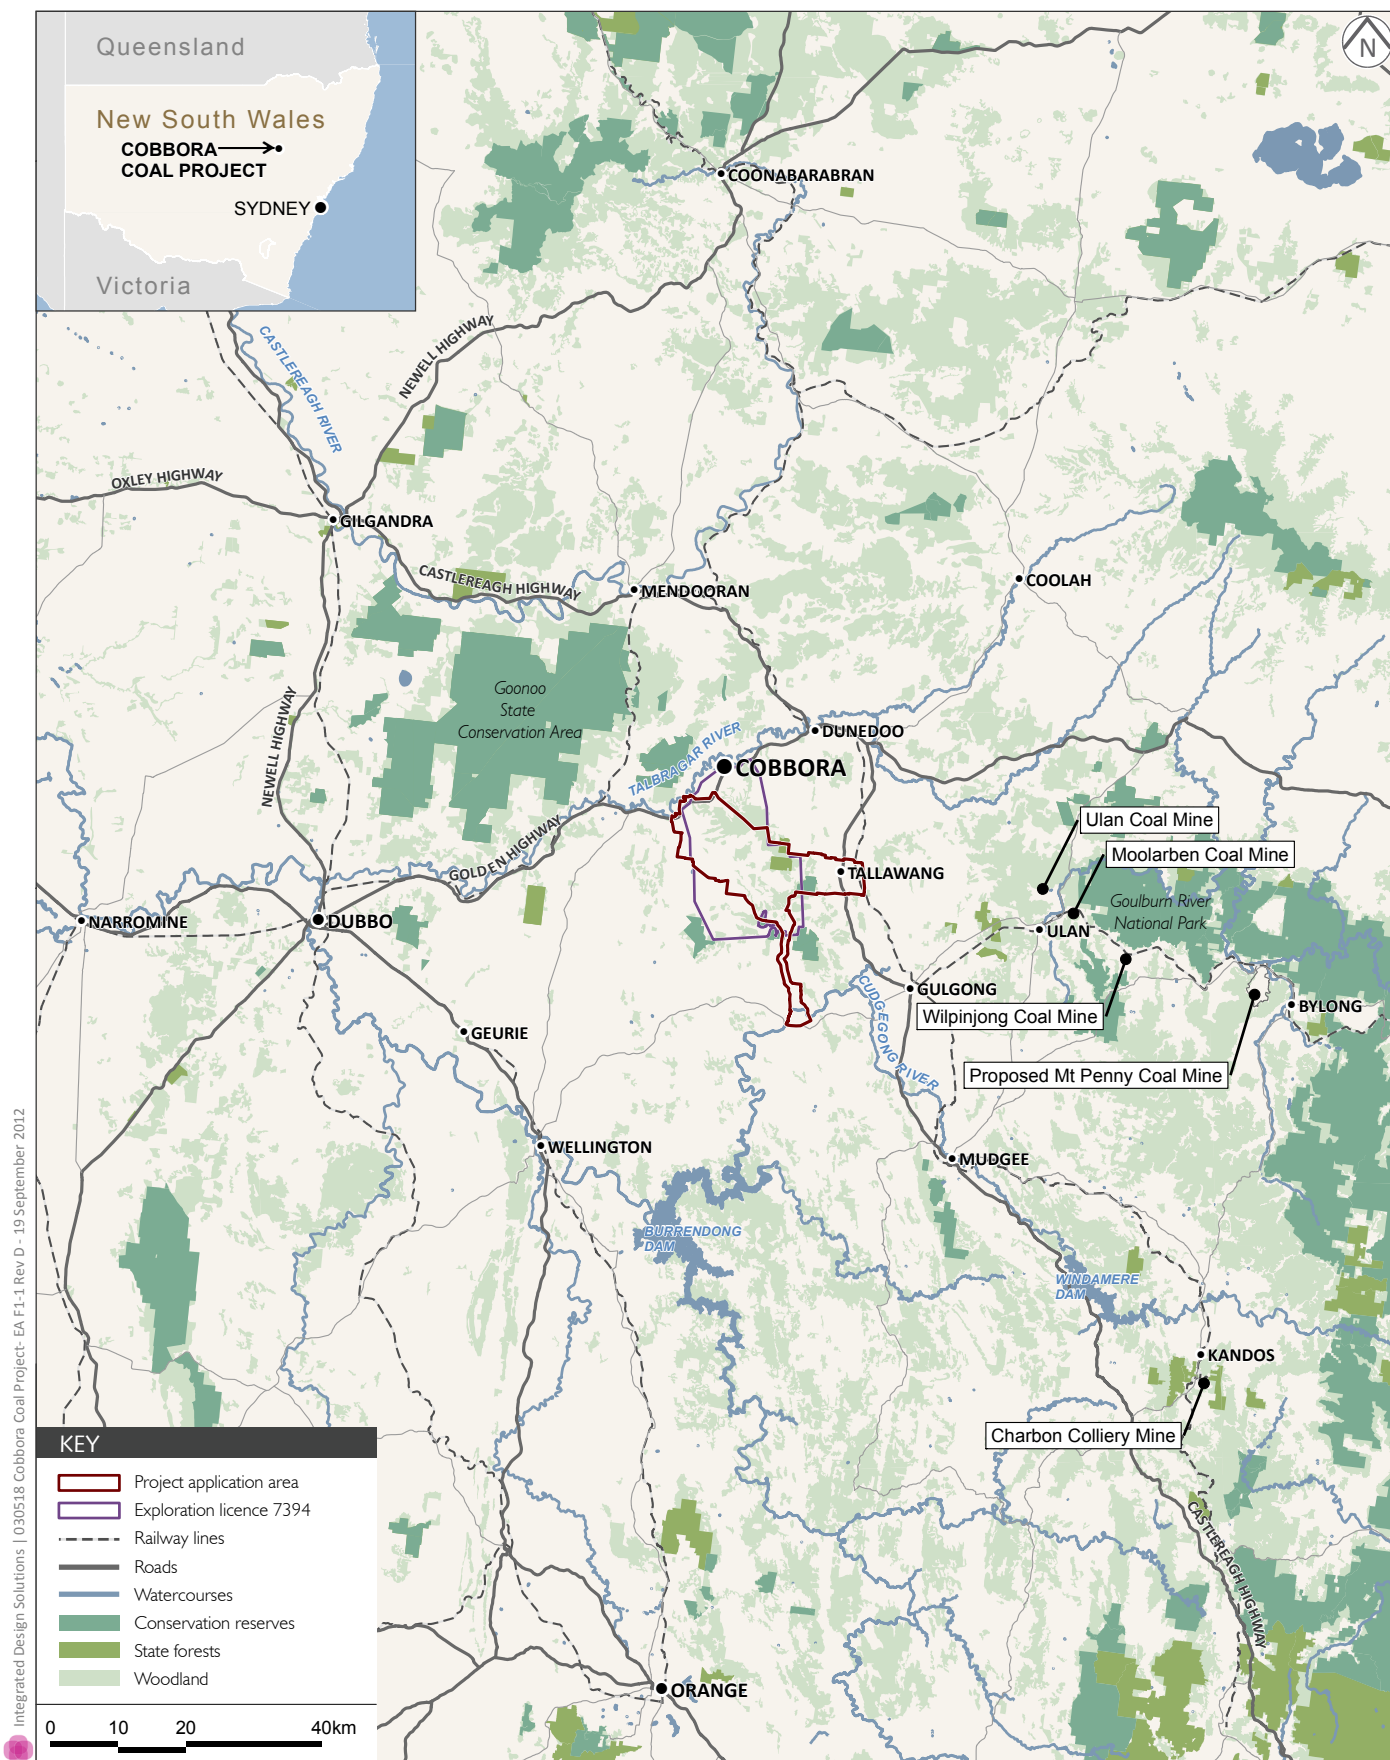 Queensland
New South Wales
COBBORA
COAL PROJECT
SYDNEY
Victoria
N
COONABARABRAN
CASTLEREAGH RIVER
NEWELL HIGHWAY
OXLEY HIGHWAY
GILGANDRA
CASTLEREAGH HIGHWAY
MENDOORAN
COOLAH
Goonoo
State
Conservation Area
NEWELL HIGHWAY
TALBRAGAR RIVER
DUNEDOO
COBBORA
Ulan Coal Mine
Moolarben Coal Mine
GOLDEN HIGHWAY
TALLAWANG
Goulburn River
National Park
NARROMINE
DUBBO
ULAN
GULGONG
CUDGEGONG RIVER
Wilpinjong Coal Mine
BYLONG
GEURIE
Proposed Mt Penny Coal Mine
WELLINGTON
MUDGEE
BURRENDONG
DAM
WINDAMERE
DAM
KANDOS
Charbon Colliery Mine
CASTLEREAGH HIGHWAY
ORANGE
KEY
Project application area
Exploration licence 7394
Railway lines
Roads
Watercourses
Conservation reserves
State forests
Woodland
0 10 20 40km
Integrated Design Solutions | 030518 Cobbora Coal Project- EA F1-1 Rev D - 19 September 2012